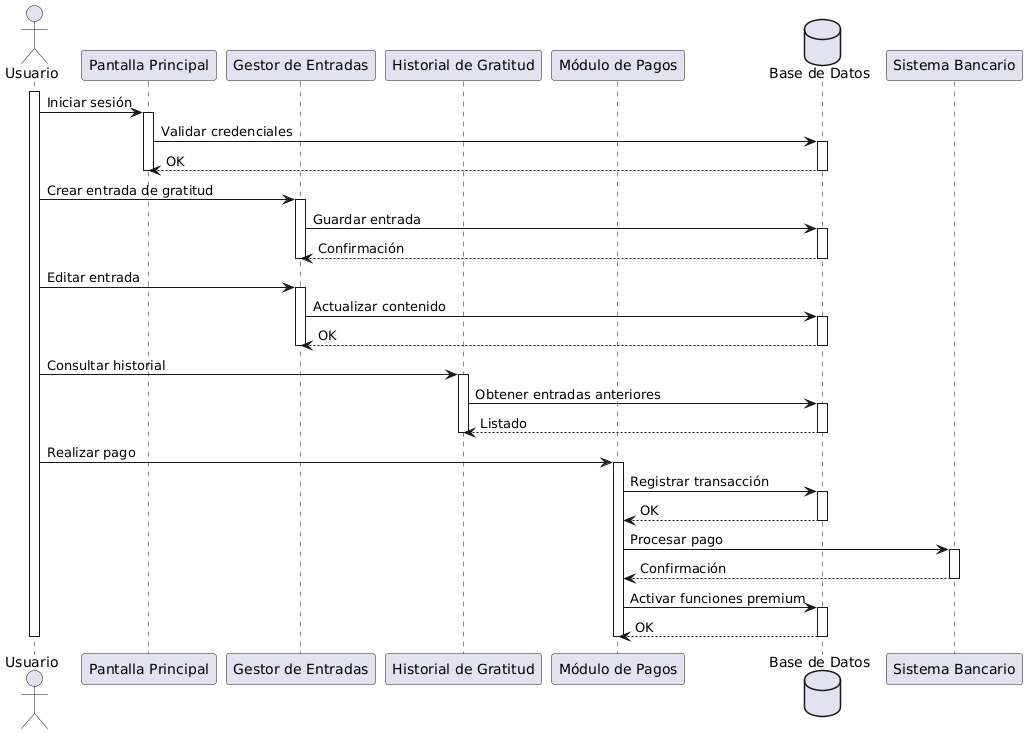 Usuario
Pantalla Principal
Gestor de Entradas
Historial de Gratitud
Módulo de Pagos
Base de Datos
Sistema Bancario
Iniciar sesión
Validar credenciales
OK
Crear entrada de gratitud
Guardar entrada
Confirmación
Editar entrada
Actualizar contenido
OK
Consultar historial
Obtener entradas anteriores
Listado
Realizar pago
Registrar transacción
OK
Procesar pago
Confirmación
Activar funciones premium
OK
Usuario
Pantalla Principal
Gestor de Entradas
Historial de Gratitud
Módulo de Pagos
Base de Datos
Sistema Bancario